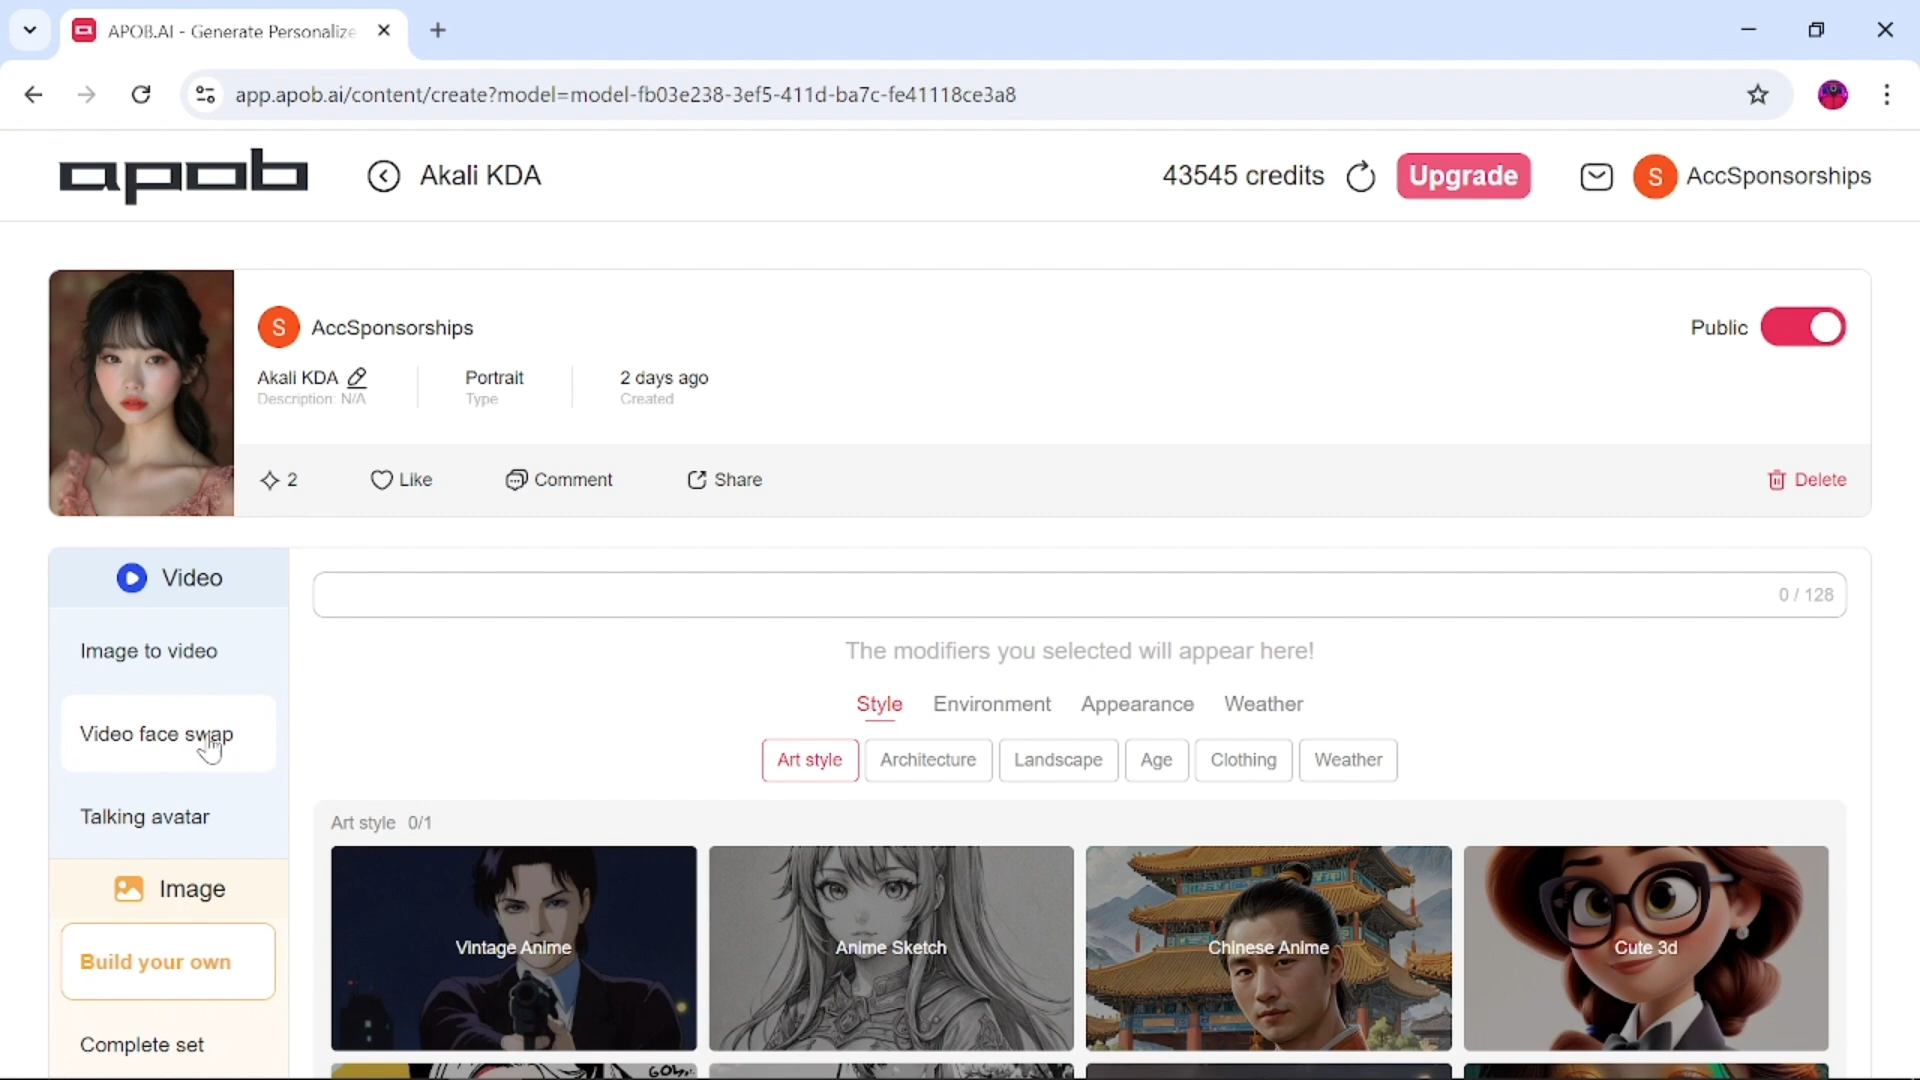 APOB.AI - Generate Personalize
app.apob.ai/content/create?model=model-fb03e238-3ef5-411d-ba7c-fe41118ce3a8
apob
Akali KDA
43545 credits
Upgrade
S
AccSponsorships
S
AccSponsorships
Public
Akali KDA
Portrait
2 days ago
Description: N/A
Type
Created
2
Like
Comment
Share
Delete
Video
0 / 128
Image to video
The modifiers you selected will appear here!
Style
Environment
Appearance
Weather
Video face swap
Art style
Architecture
Landscape
Age
Clothing
Weather
Talking avatar
Art style 0/1
Image
Vintage Anime
Anime Sketch
Chinese Anime
Cute 3d
Build your own
Complete set